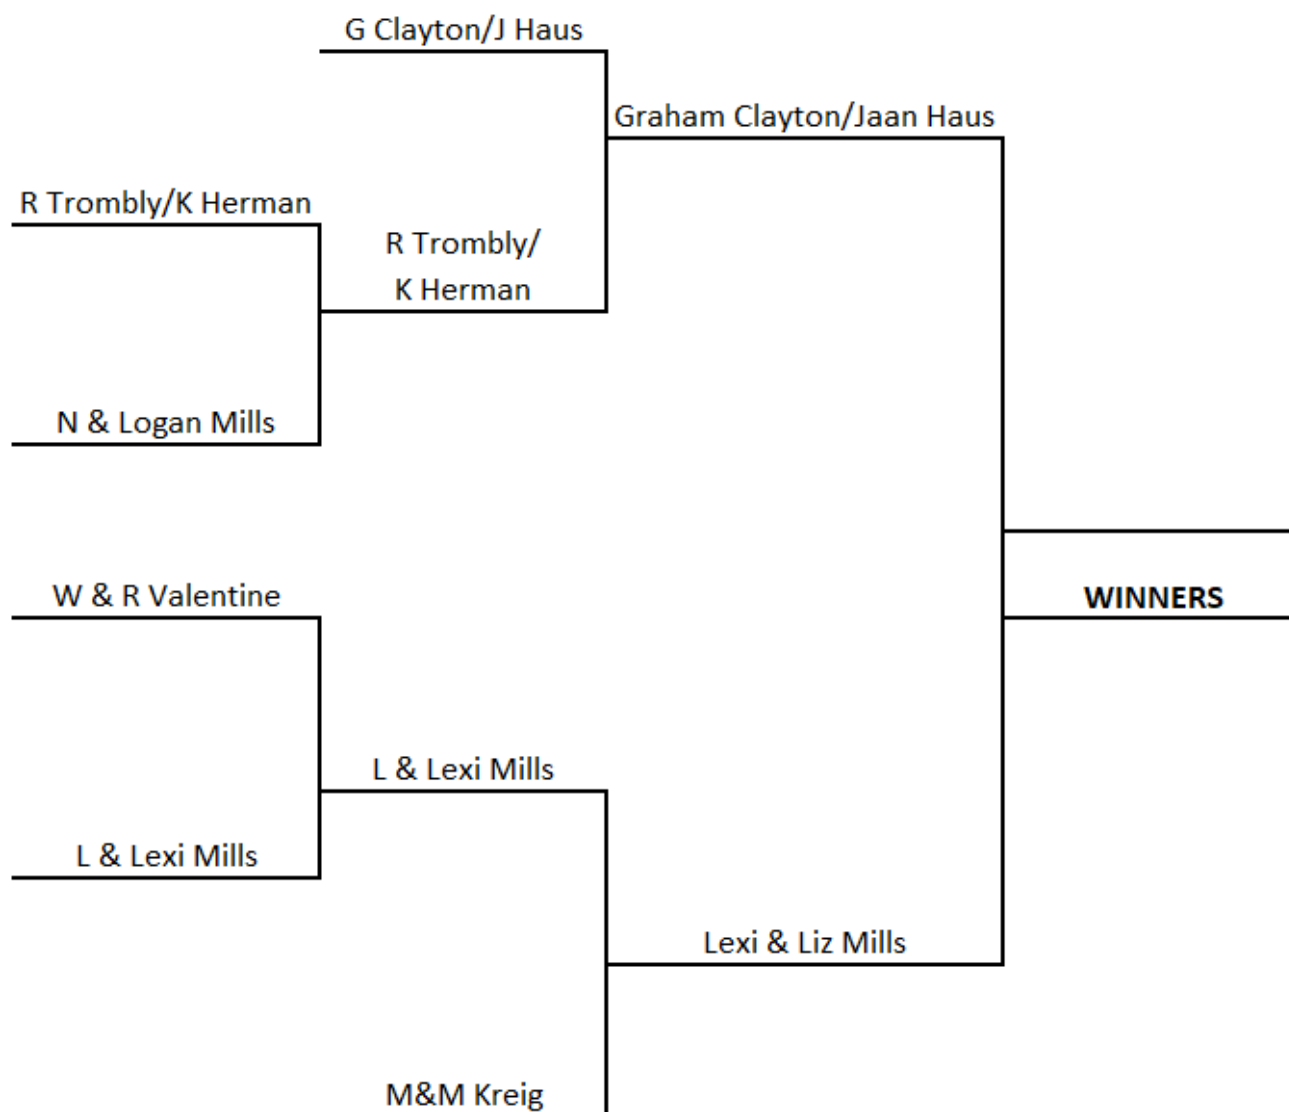 G Clayton/J Haus
Graham Clayton/Jaan Haus
R Trombly/K Herman
R Trombly/
K Herman
N & Logan Mills
W & R Valentine
WINNERS
L & Lexi Mills
L & Lexi Mills
Lexi & Liz Mills
M&M Kreig